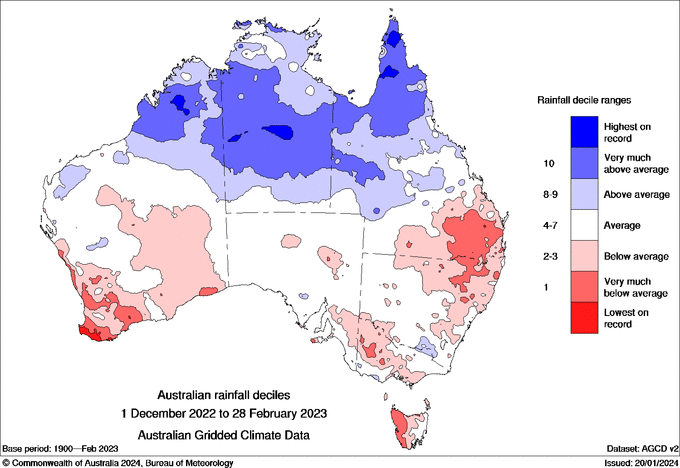 Rainfall decile ranges
Highest on
record
10
Very much
above average
8-9
Above average
4-7
Average
2-3
Below average
1
Very much
below average
Lowest on
record
Australian rainfall deciles
1 December 2022 to 28 February 2023
Australian Gridded Climate Data
Base period: 1900—Feb 2023
Dataset: AGCD v2
© Commonwealth of Australia 2024, Bureau of Meteorology
Issued: 20/01/2024